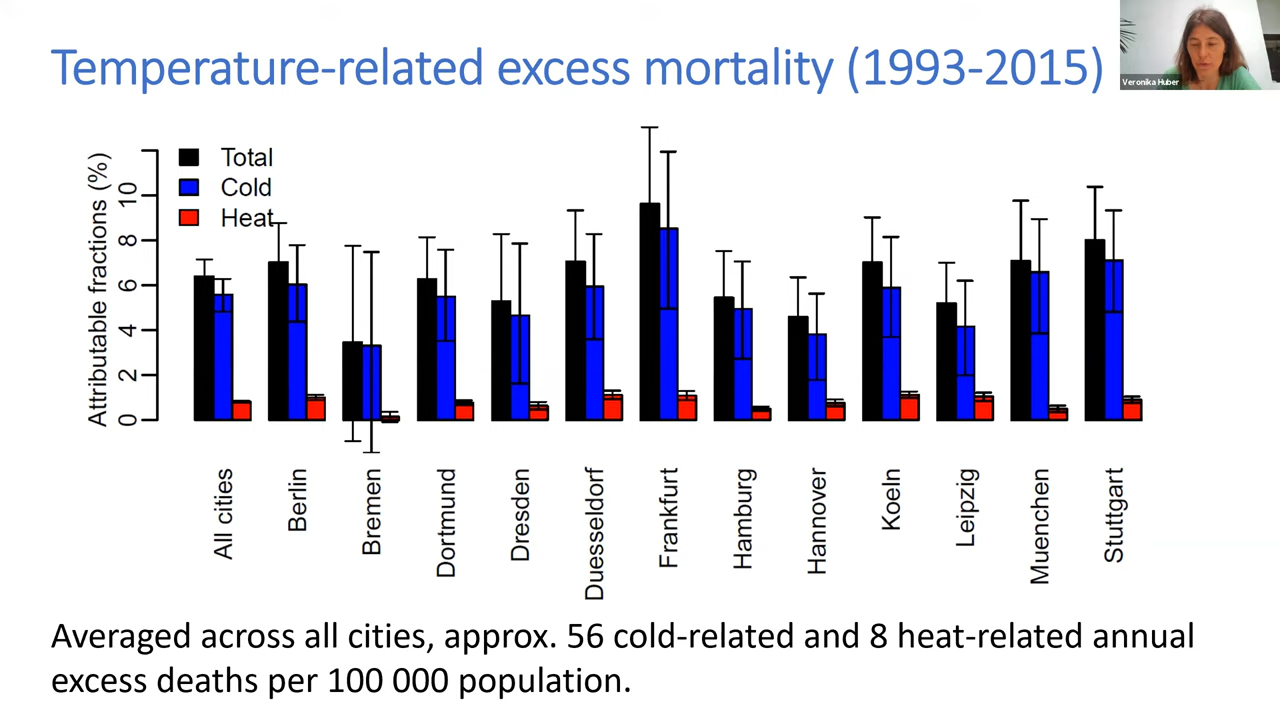 Temperature-related excess mortality (1993-2015)
Veronika Huber
Attributable fractions (%)
10
8
6
4
2
0
Total
Cold
Heat
All cities
Berlin
Bremen
Dortmund
Dresden
Duesseldorf
Frankfurt
Hamburg
Hannover
Koeln
Leipzig
Muenchen
Stuttgart
Averaged across all cities, approx. 56 cold-related and 8 heat-related annual
excess deaths per 100 000 population.